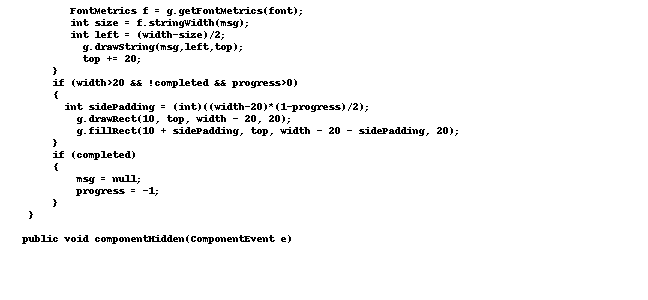 FontMetrics f = g.getFontMetrics(font);
int size = f.stringWidth(msg);
int left = (width-size)/2;
g.drawString(msg,left,top);
top += 20;
}
if (width>20 && !completed && progress>0)
{
int sidePadding = (int)((width-20)*(1-progress)/2);
g.drawRect(10, top, width - 20, 20);
g.fillRect(10 + sidePadding, top, width - 20 - sidePadding, 20);
}
if (completed)
{
msg = null;
progress = -1;
}
}
public void componentHidden(ComponentEvent e)